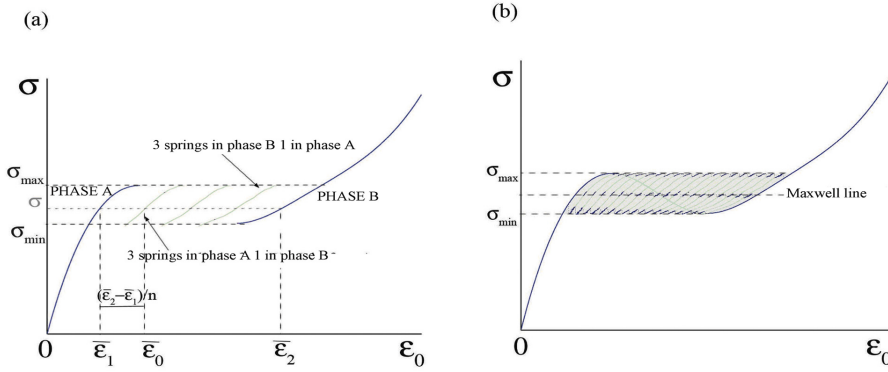 (a)
σ
3 springs in phase B 1 in phase A
σmax
PHASE A
σ̄
PHASE B
σmin
3 springs in phase A 1 in phase B
(ε̄2–ε̄1)/n
0
ε̄1
ε̄0
ε̄2
ε0
(b)
σ
σmax
Maxwell line
σmin
0
ε0